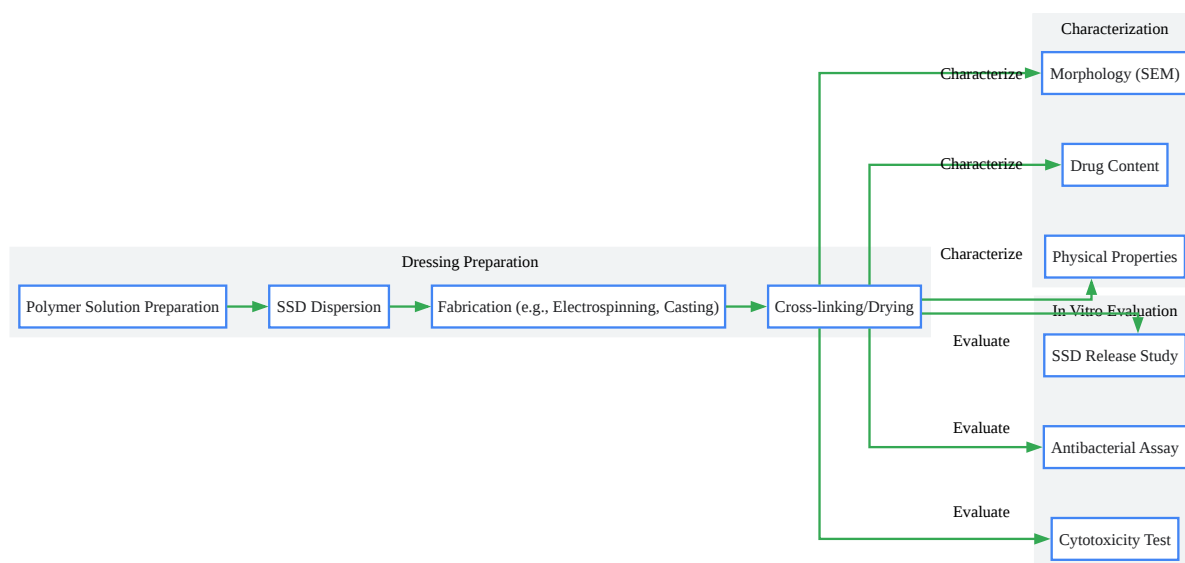 Characterization
Characterize
Morphology (SEM)
Characterize
Drug Content
Characterize
Physical Properties
Dressing Preparation
Polymer Solution Preparation
SSD Dispersion
Fabrication (e.g., Electrospinning, Casting)
Cross-linking/Drying
In Vitro Evaluation
Evaluate
SSD Release Study
Evaluate
Antibacterial Assay
Evaluate
Cytotoxicity Test